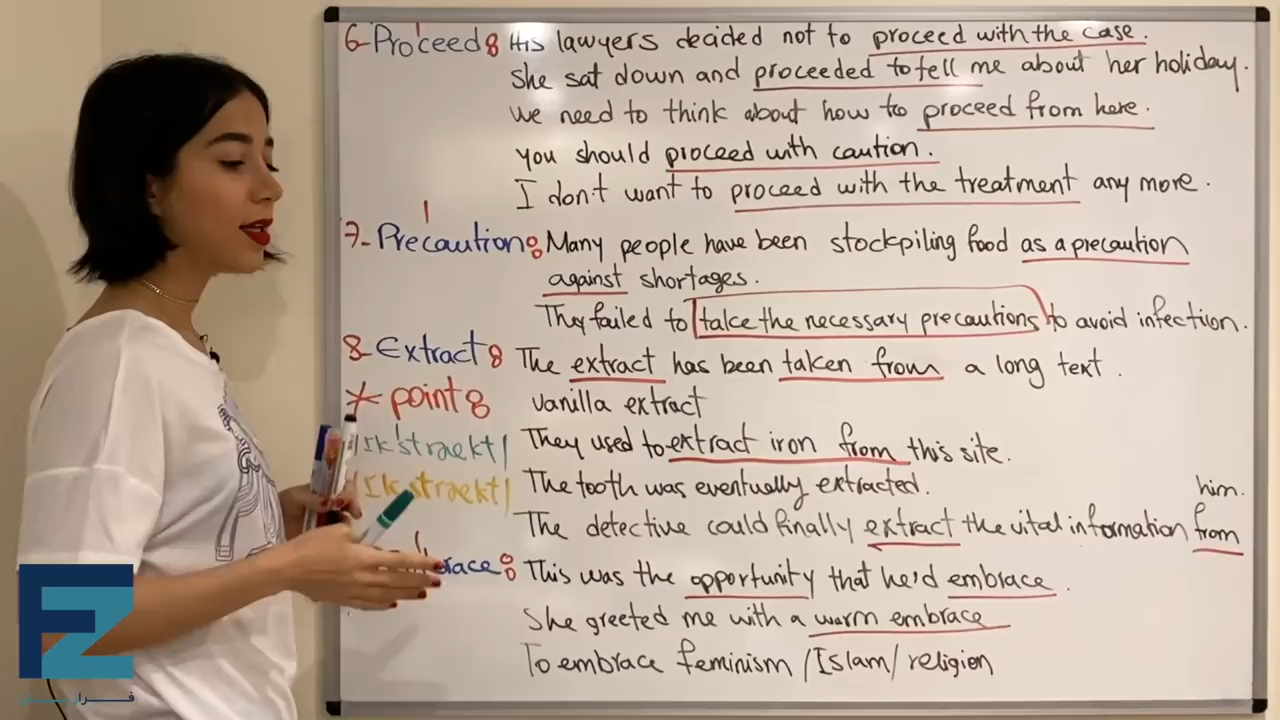 6- Proceed: His lawyers decided not to proceed with the case.
She sat down and proceeded to tell me about her holiday.
We need to think about how to proceed from here.
you should proceed with caution.
I don't want to proceed with the treatment any more.
7- Precaution: Many people have been stockpiling food as a precaution
against shortages.
They failed to take the necessary precautions to avoid infection.
8- Extract: The extract has been taken from a long text.
* point: vanilla extract
/Ik'straekt/ They used to extract iron from this site.
/Ikstraekt/ The tooth was eventually extracted.
him.
The detective could finally extract the vital information from
brace: This was the opportunity that he'd embrace.
She greeted me with a warm embrace
To embrace feminism / Islam / religion
FZ